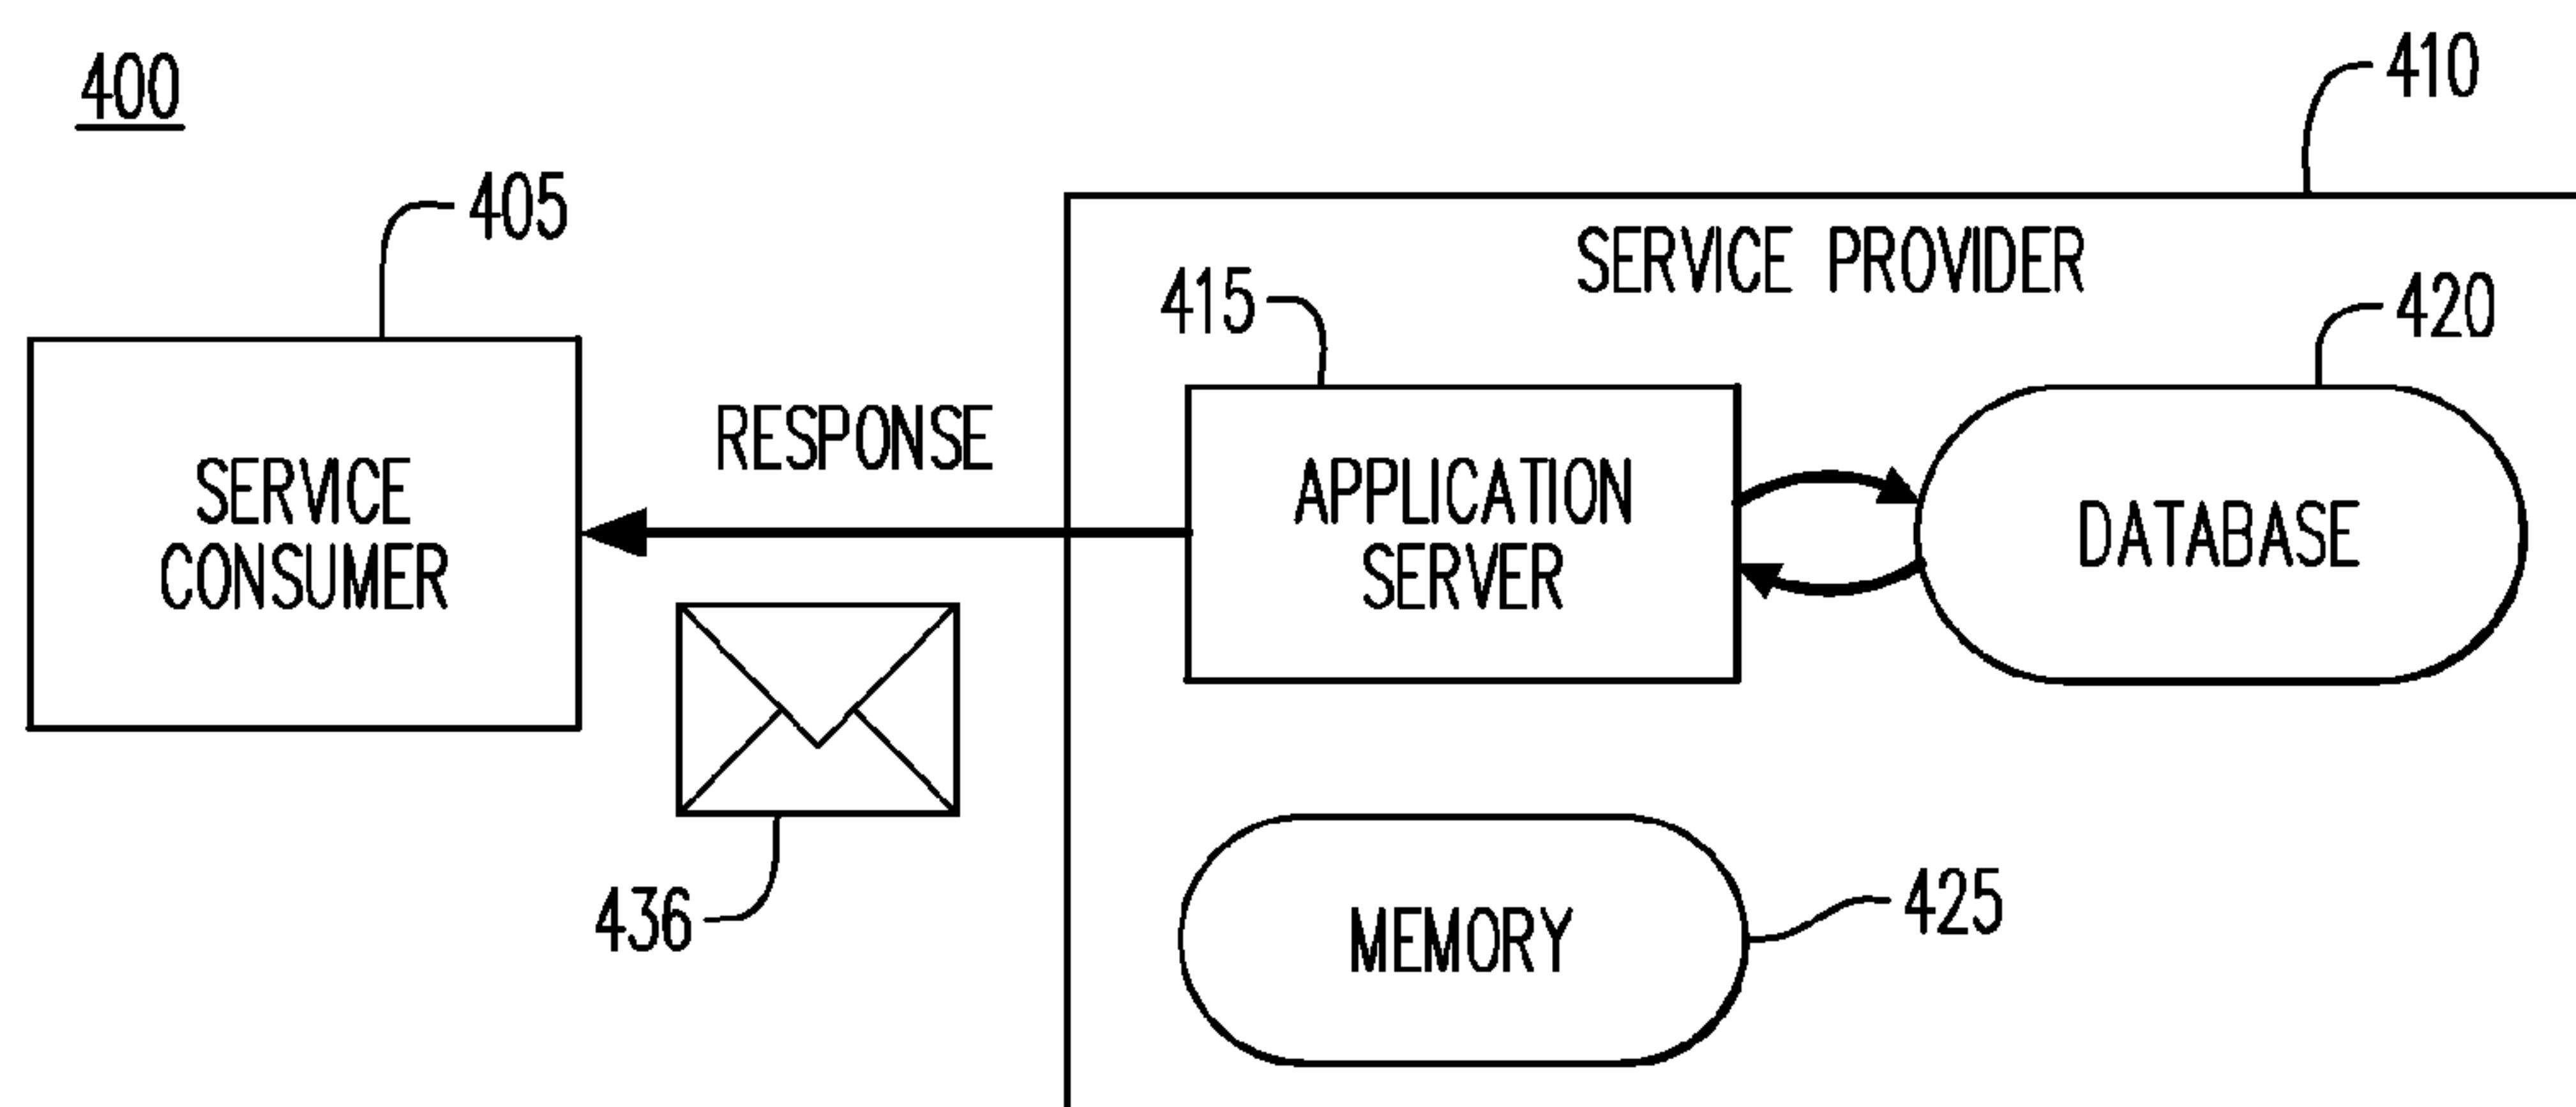 400
410
405
SERVICE PROVIDER
415
420
SERVICE
CONSUMER
RESPONSE
APPLICATION
SERVER
DATABASE
436
MEMORY
425